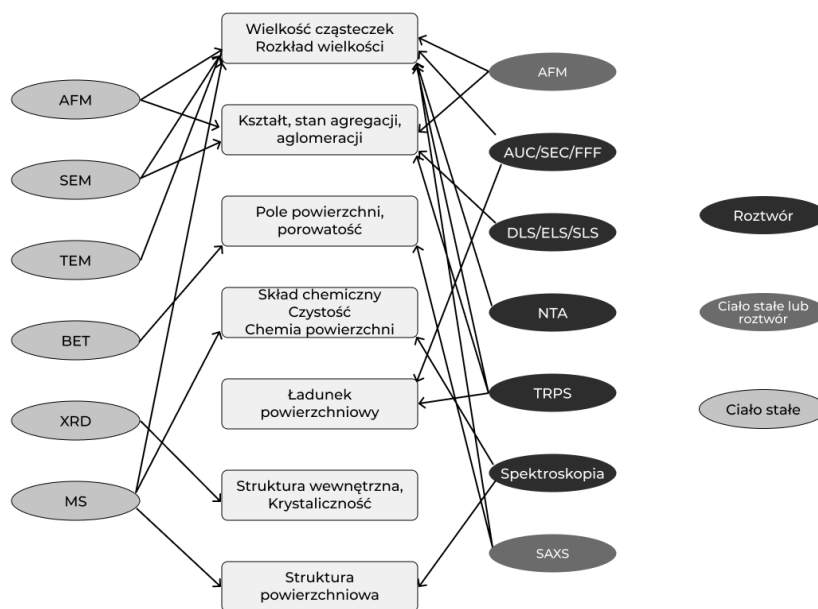 Wielkość cząsteczek
Rozkład wielkości
Kształt, stan agregacji,
aglomeracji
Pole powierzchni,
porowatość
Skład chemiczny
Czystość
Chemia powierzchni
Ładunek
powierzchniowy
Struktura wewnętrzna,
Krystaliczność
Struktura
powierzchniowa
AFM
SEM
TEM
BET
XRD
MS
AFM
AUC/SEC/FFF
DLS/ELS/SLS
NTA
TRPS
Spektroskopia
SAXS
Roztwór
Ciało stałe lub
roztwór
Ciało stałe